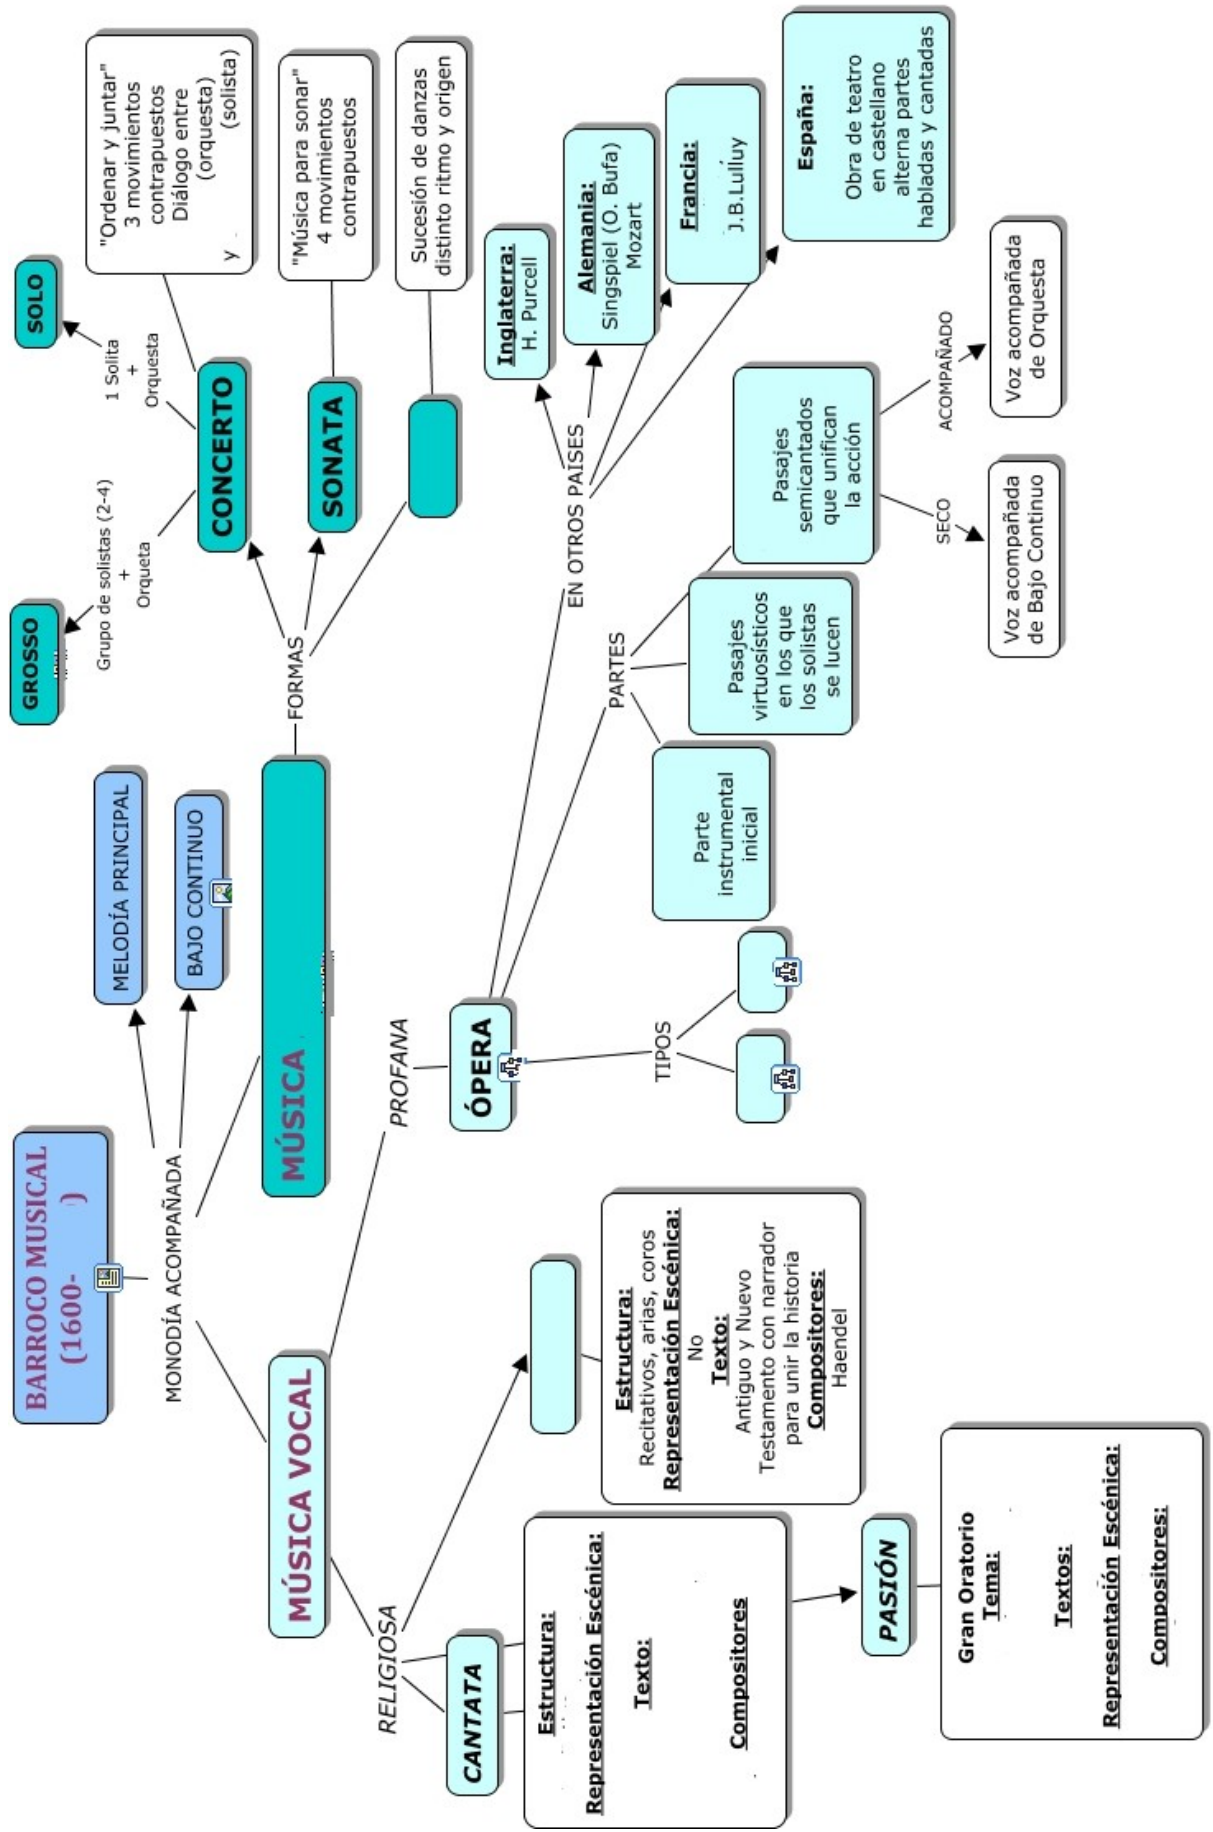 BARROCO MUSICAL
(1600- )
MONODÍA ACOMPAÑADA
MELODÍA PRINCIPAL
BAJO CONTINUO
MÚSICA VOCAL
MÚSICA
FORMAS
GROSSO
Grupo de solistas (2-4)
+
Orqueta
SOLO
1 Solita
+
Orquesta
CONCERTO
"Ordenar y juntar"
3 movimientos
contrapuestos
Diálogo entre
(orquesta)
y (solista)
SONATA
"Música para sonar"
4 movimientos
contrapuestos
Sucesión de danzas
distinto ritmo y origen
RELIGIOSA
PROFANA
CANTATA
Estructura:
Representación Escénica:
Texto:
Compositores
Estructura:
Recitativos, arias, coros
Representación Escénica:
No
Texto:
Antiguo y Nuevo
Testamento con narrador
para unir la historia
Compositores:
Haendel
PASIÓN
Gran Oratorio
Tema:
Textos:
Representación Escénica:
Compositores:
ÓPERA
TIPOS
PARTES
Parte
instrumental
inicial
Pasajes
virtuosísticos
en los que
los solistas
se lucen
Pasajes
semicantados
que unifican
la acción
SECO
Voz acompañada
de Bajo Continuo
ACOMPAÑADO
Voz acompañada
de Orquesta
EN OTROS PAÍSES
Inglaterra:
H. Purcell
Alemania:
Singspiel (O. Bufa)
Mozart
Francia:
J.B.Lulluy
España:
Obra de teatro
en castellano
alterna partes
habladas y cantadas